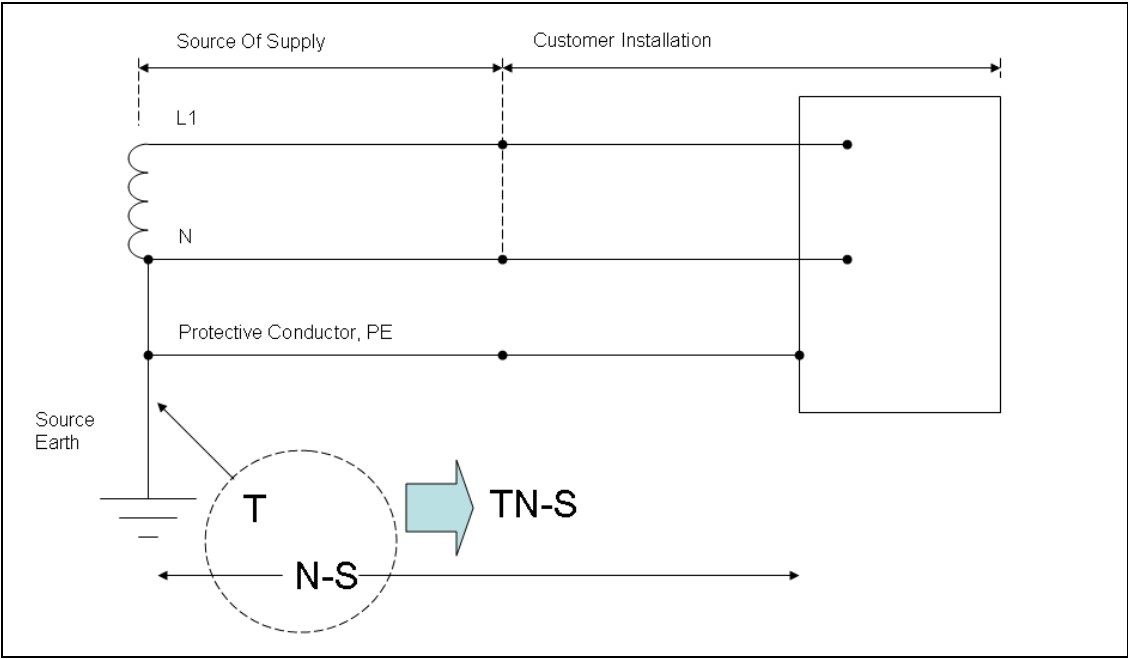 Source Of Supply
Customer Installation
L1
N
Protective Conductor, PE
Source
Earth
T
TN-S
N-S